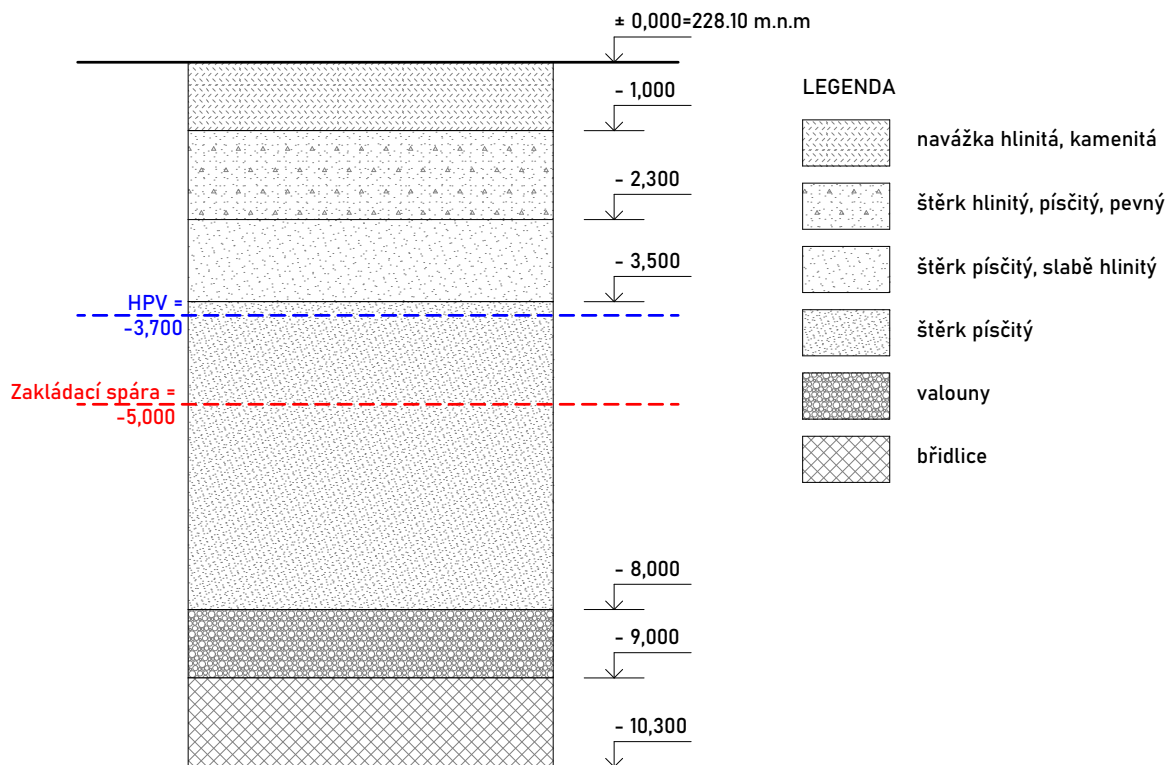 ± 0,000=228.10 m.n.m
- 1,000
- 2,300
- 3,500
HPV =
-3,700
Zakládací spára =
-5,000
- 8,000
- 9,000
- 10,300
LEGENDA
navážka hlinitá, kamenitá
štěrk hlinitý, písčitý, pevný
štěrk písčitý, slabě hlinitý
štěrk písčitý
valouny
břidlice